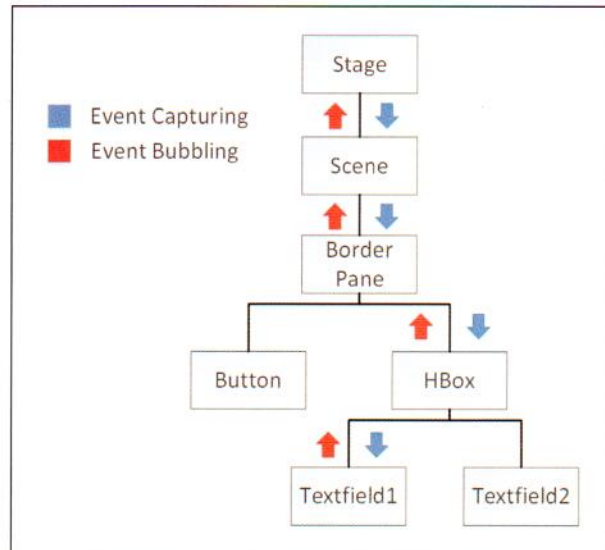 Stage
Event Capturing
Event Bubbling
Scene
Border
Pane
Button
HBox
Textfield1
Textfield2